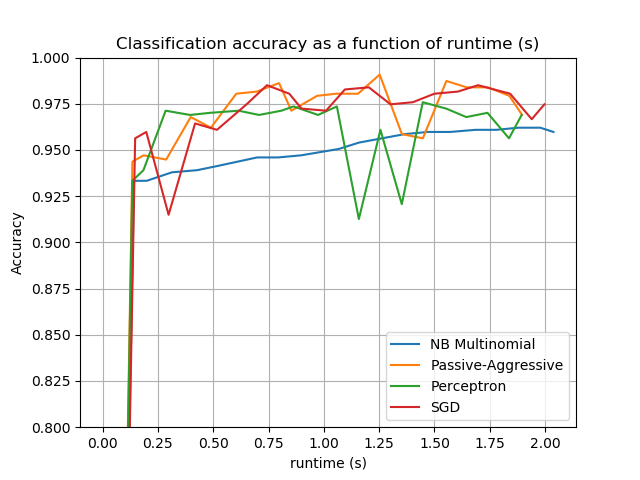 Classification accuracy as a function of runtime (s)
1.000
0.975
0.950
0.925
0.900
0.875
0.850
0.825
0.800
Accuracy
NB Multinomial
Passive-Aggressive
Perceptron
SGD
0.00 0.25 0.50 0.75 1.00 1.25 1.50 1.75 2.00
runtime (s)